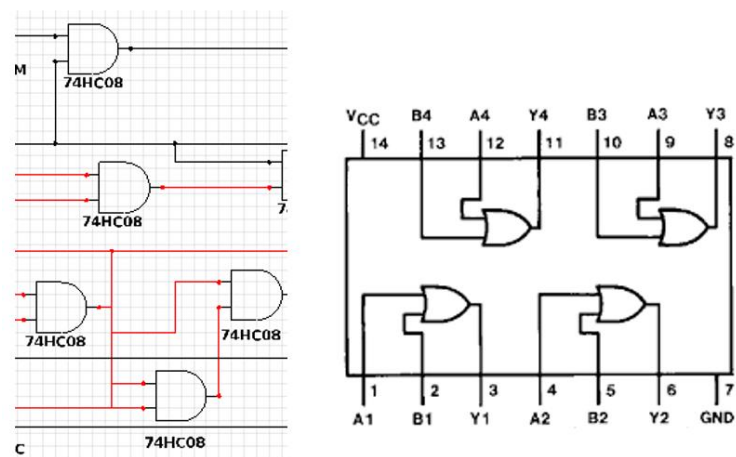 M
74HC08
74HC08
74HC08
74HC08
74HC08
C
VCC B4 A4 Y4 B3 A3 Y3
14 13 12 11 10 9 8
1 2 3 4 5 6 7
A1 B1 Y1 A2 B2 Y2 GND